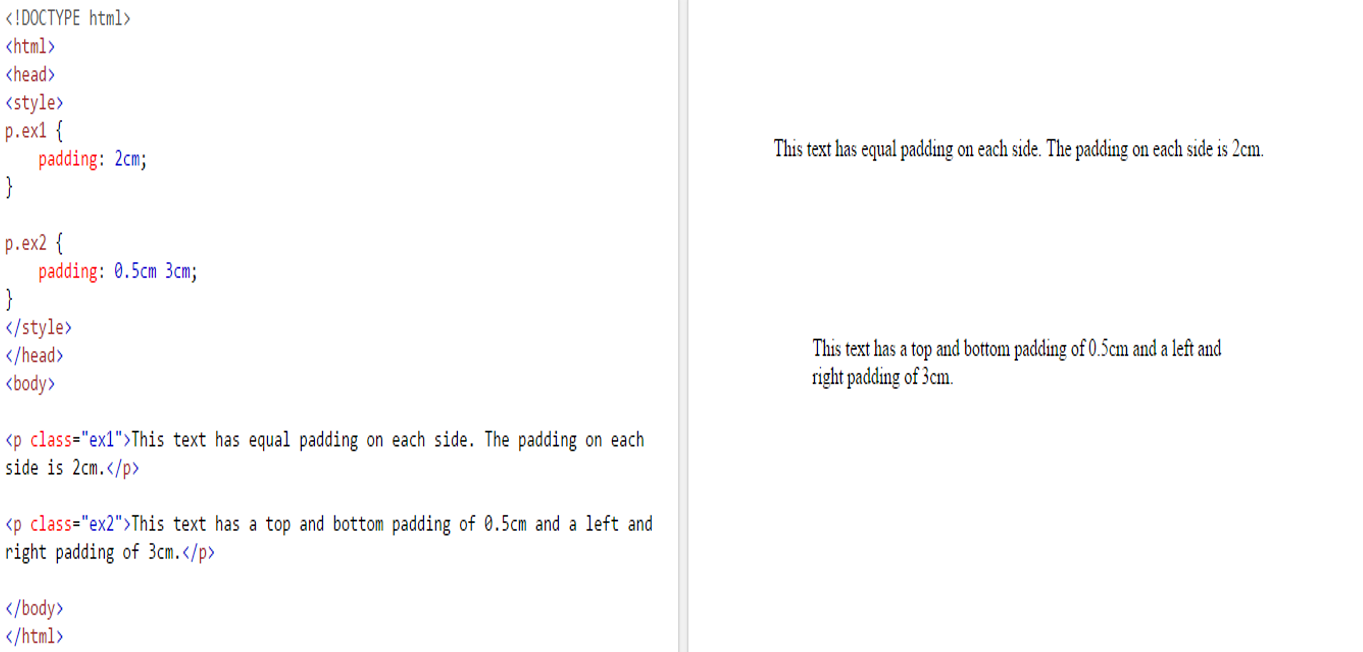 <!DOCTYPE html>
<html>
<head>
<style>
p.ex1 {
    padding: 2cm;
}

p.ex2 {
    padding: 0.5cm 3cm;
}
</style>
</head>
<body>

<p class="ex1">This text has equal padding on each side. The padding on each
side is 2cm.</p>

<p class="ex2">This text has a top and bottom padding of 0.5cm and a left and
right padding of 3cm.</p>

</body>
</html>

This text has equal padding on each side. The padding on each side is 2cm.

This text has a top and bottom padding of 0.5cm and a left and
right padding of 3cm.